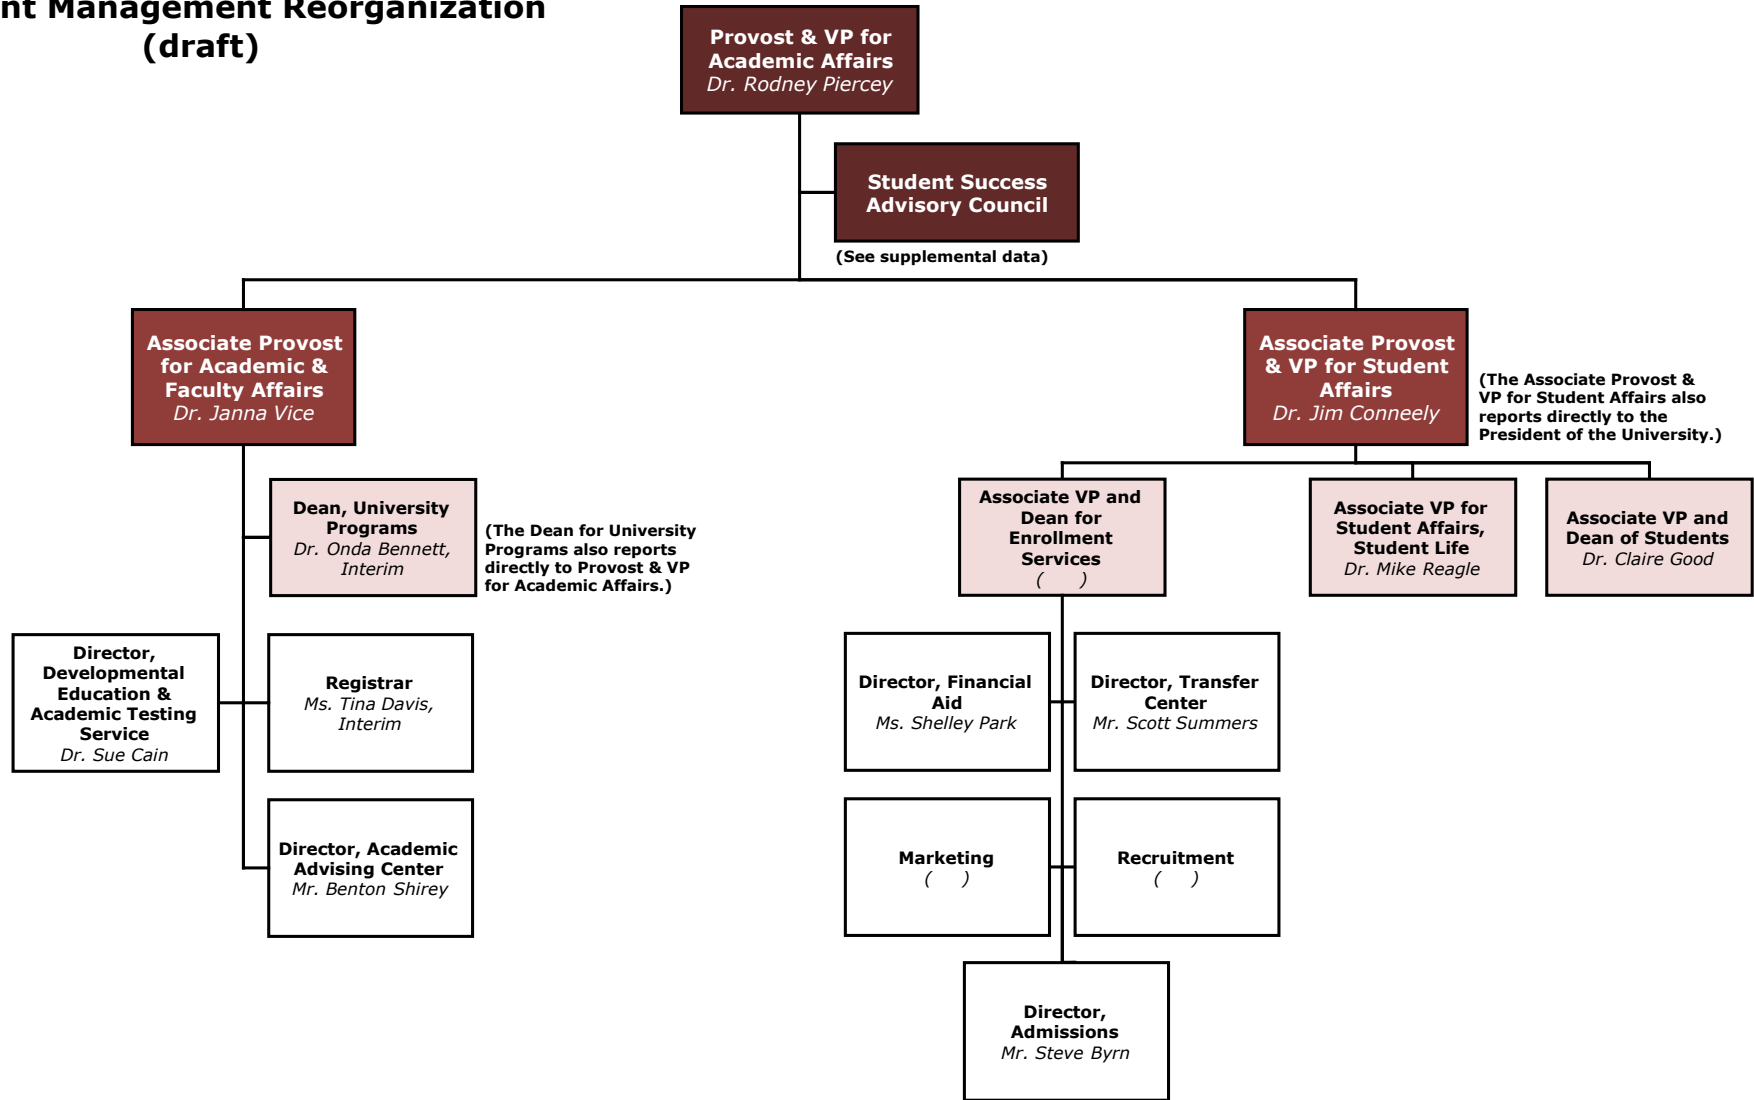 nt Management Reorganization
(draft)
Provost & VP for
Academic Affairs
Dr. Rodney Piercey
Student Success
Advisory Council
(See supplemental data)
Associate Provost
for Academic &
Faculty Affairs
Dr. Janna Vice
Associate Provost
& VP for Student
Affairs
Dr. Jim Conneely
(The Associate Provost &
VP for Student Affairs also
reports directly to the
President of the University.)
Dean, University
Programs
Dr. Onda Bennett,
Interim
(The Dean for University
Programs also reports
directly to Provost & VP
for Academic Affairs.)
Associate VP and
Dean for
Enrollment
Services
(    )
Associate VP for
Student Affairs,
Student Life
Dr. Mike Reagle
Associate VP and
Dean of Students
Dr. Claire Good
Director,
Developmental
Education &
Academic Testing
Service
Dr. Sue Cain
Registrar
Ms. Tina Davis,
Interim
Director, Financial
Aid
Ms. Shelley Park
Director, Transfer
Center
Mr. Scott Summers
Director, Academic
Advising Center
Mr. Benton Shirey
Marketing
(    )
Recruitment
(    )
Director,
Admissions
Mr. Steve Byrn